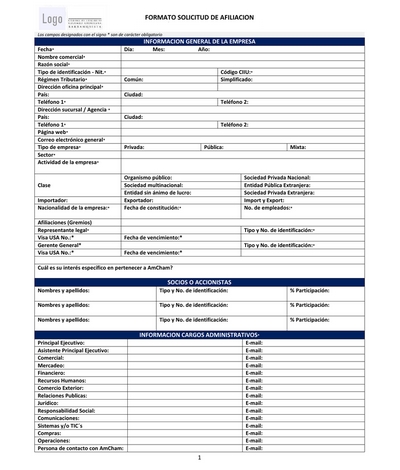 Logo
FORMATO SOLICITUD DE AFILIACION
Los campos designados con el signo * son de carácter obligatorio
INFORMACION GENERAL DE LA EMPRESA
Fecha* Día: Mes: Año:
Nombre comercial*
Razón social*
Tipo de identificación - Nit.* Código CIIU:*
Régimen Tributario* Común: Simplificado:
Dirección oficina principal*
País: Ciudad:
Teléfono 1* Teléfono 2:
Dirección sucursal / Agencia *
País: Ciudad:
Teléfono 1* Teléfono 2:
Página web*
Correo electrónico general*
Tipo de empresa* Privada: Pública: Mixta:
Sector*
Actividad de la empresa*
Clase
Organismo público: Sociedad Privada Nacional:
Sociedad multinacional: Entidad Pública Extranjera:
Entidad sin ánimo de lucro: Sociedad Privada Extranjera:
Importador: Exportador: Import y Export:
Nacionalidad de la empresa:* Fecha de constitución:* No. de empleados:*
Afiliaciones (Gremios)
Representante legal* Tipo y No. de identificación:*
Visa USA No.:* Fecha de vencimiento:*
Gerente General* Tipo y No. de identificación:*
Visa USA No.:* Fecha de vencimiento:*
Cuál es su interés específico en pertenecer a AmCham?
SOCIOS O ACCIONISTAS
Nombres y apellidos: Tipo y No. de identificación: % Participación:
Nombres y apellidos: Tipo y No. de identificación: % Participación:
Nombres y apellidos: Tipo y No. de identificación: % Participación:
INFORMACION CARGOS ADMINISTRATIVOS*
Principal Ejecutivo: E-mail:
Asistente Principal Ejecutivo: E-mail:
Comercial: E-mail:
Mercadeo: E-mail:
Financiero: E-mail:
Recursos Humanos: E-mail:
Comercio Exterior: E-mail:
Relaciones Publicas: E-mail:
Jurídico: E-mail:
Responsabilidad Social: E-mail:
Comunicaciones: E-mail:
Sistemas y/o TIC´s E-mail:
Compras: E-mail:
Operaciones: E-mail:
Persona de contacto con AmCham: E-mail:
1